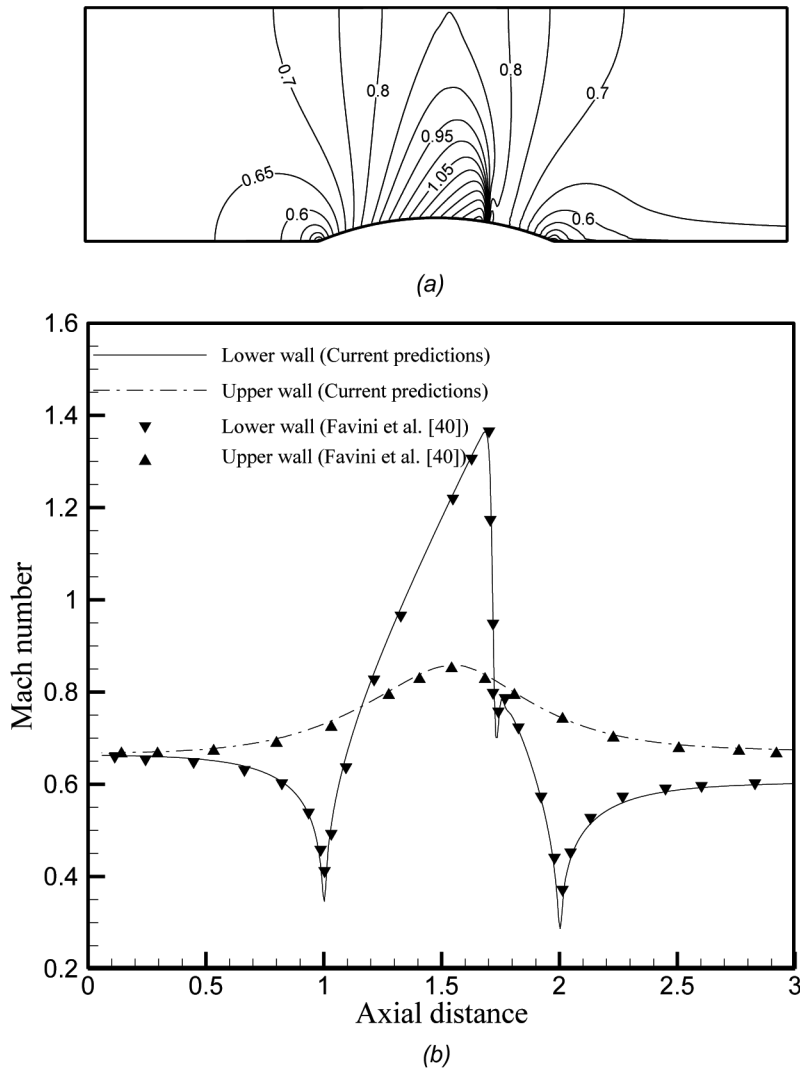 0.7
0.8
0.8
0.7
0.95
1.05
0.65
0.6
0.6
(a)
1.6
1.4
1.2
1
0.8
0.6
0.4
0.2
Mach number
Lower wall (Current predictions)
Upper wall (Current predictions)
Lower wall (Favini et al. [40])
Upper wall (Favini et al. [40])
0 0.5 1 1.5 2 2.5 3
Axial distance
(b)